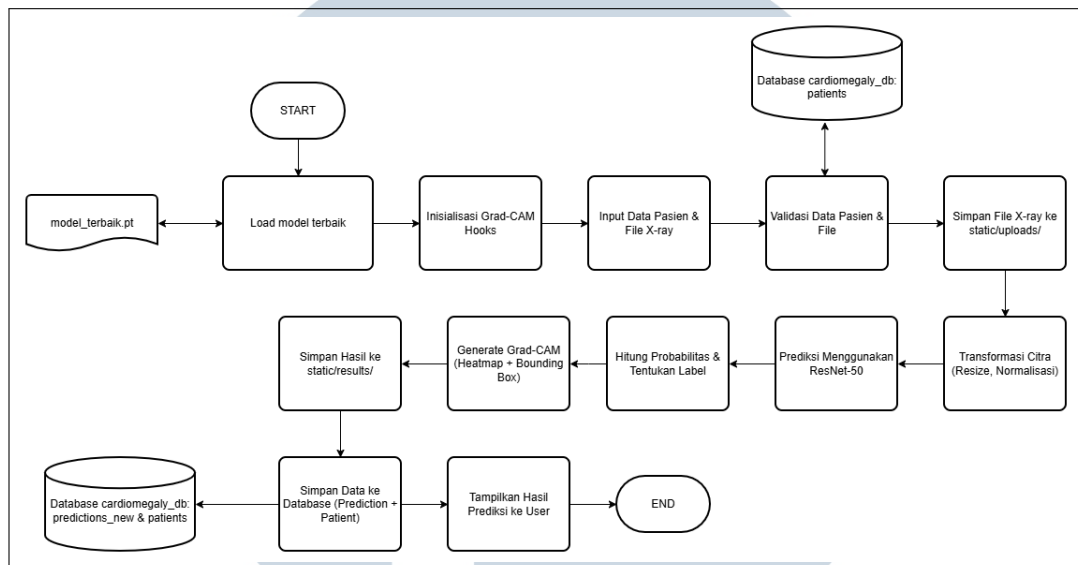 START
Database cardiomegaly_db:
patients
model_terbaik.pt
Load model terbaik
Inisialisasi Grad-CAM
Hooks
Input Data Pasien &
File X-ray
Validasi Data Pasien &
File
Simpan File X-ray ke
static/uploads/
Transformasi Citra
(Resize, Normalisasi)
Prediksi Menggunakan
ResNet-50
Hitung Probabilitas &
Tentukan Label
Generate Grad-CAM
(Heatmap + Bounding
Box)
Simpan Hasil ke
static/results/
Simpan Data ke
Database (Prediction +
Patient)
Database cardiomegaly_db:
predictions_new & patients
Tampilkan Hasil
Prediksi ke User
END